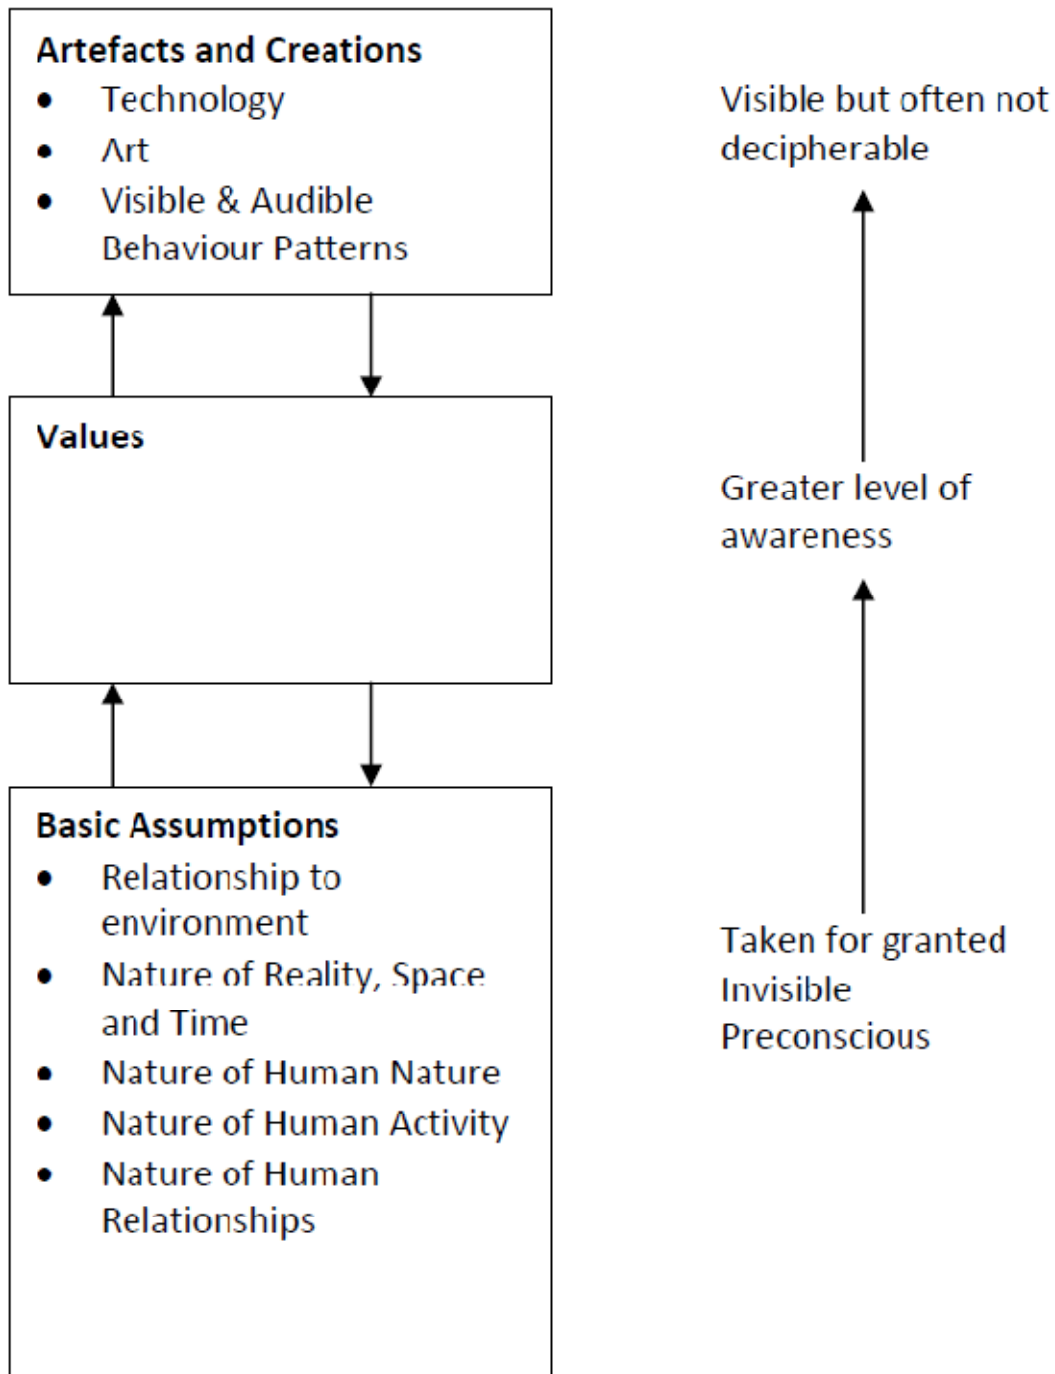 Artefacts and Creations
• Technology
• Art
• Visible & Audible
Behaviour Patterns
Visible but often not
decipherable
Values
Greater level of
awareness
Basic Assumptions
• Relationship to
environment
• Nature of Reality, Space
and Time
• Nature of Human Nature
• Nature of Human Activity
• Nature of Human
Relationships
Taken for granted
Invisible
Preconscious